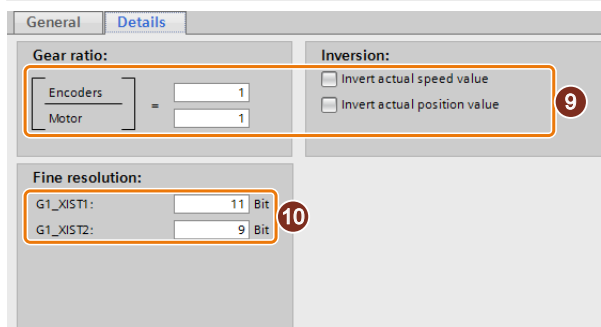 General
Details
Gear ratio:
Inversion:
Encoders
Motor
=
1
1
Invert actual speed value
Invert actual position value
9
Fine resolution:
G1_XIST1: 11 Bit
G1_XIST2: 9 Bit
10